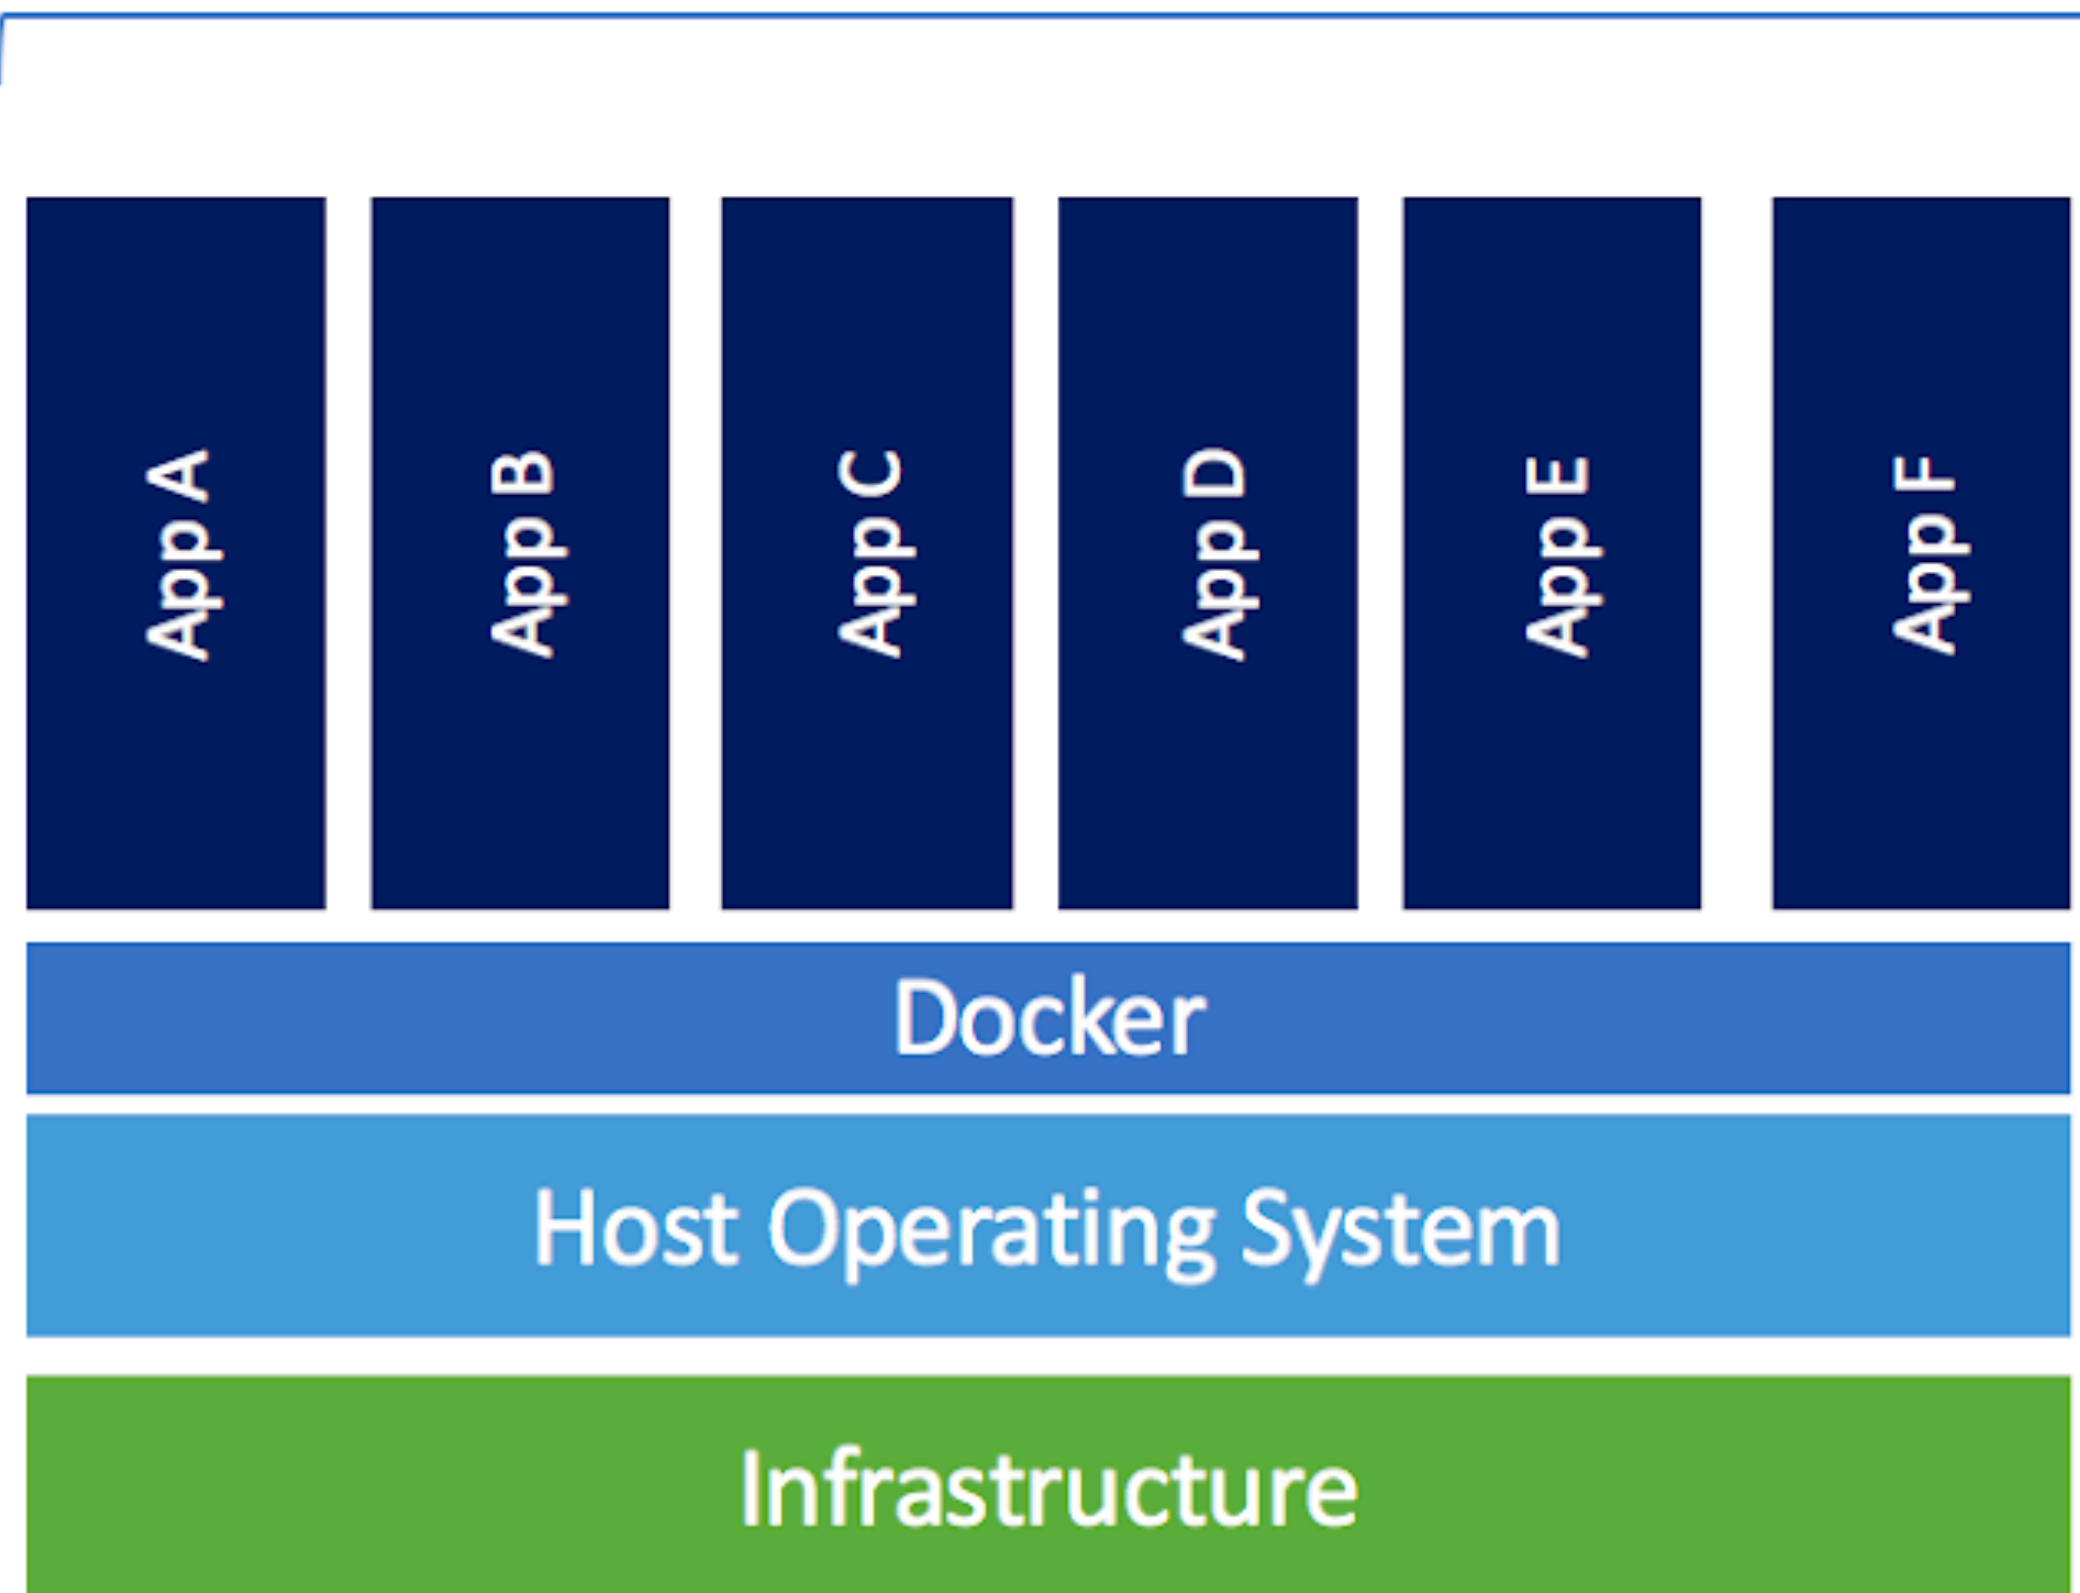 App A
App B
App C
App D
App E
App F
Docker
Host Operating System
Infrastructure